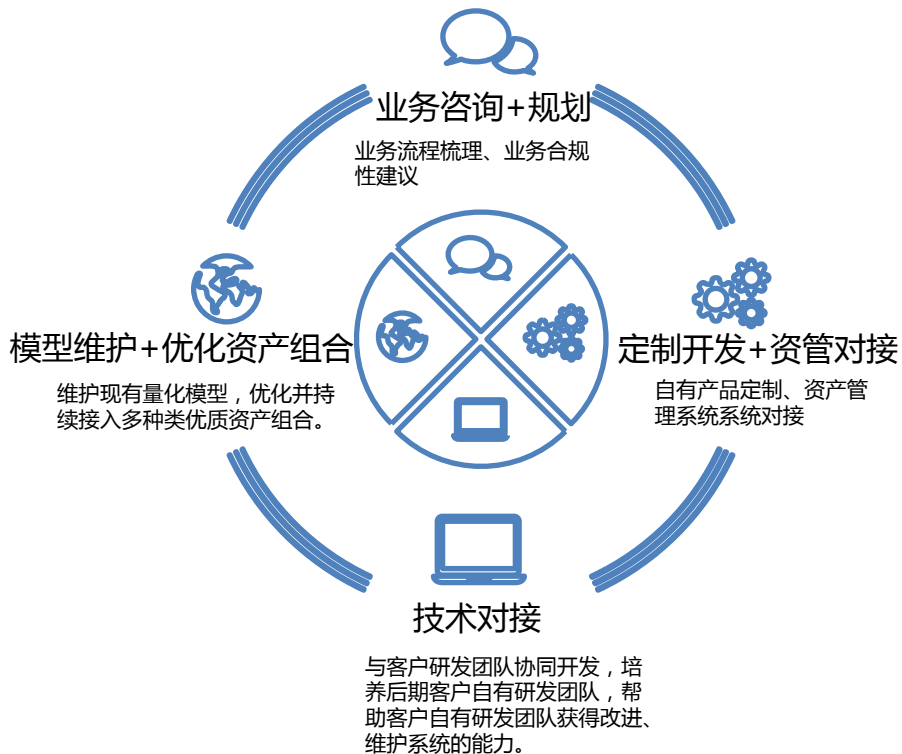 业务咨询+规划
业务流程梳理、业务合规
性建议
模型维护+优化资产组合
维护现有量化模型，优化并持
续接入多种类优质资产组合。
定制开发+资管对接
自有产品定制、资产管
理系统系统对接
技术对接
与客户研发团队协同开发，培
养后期客户自有研发团队，帮
助客户自有研发团队获得改进、
维护系统的能力。